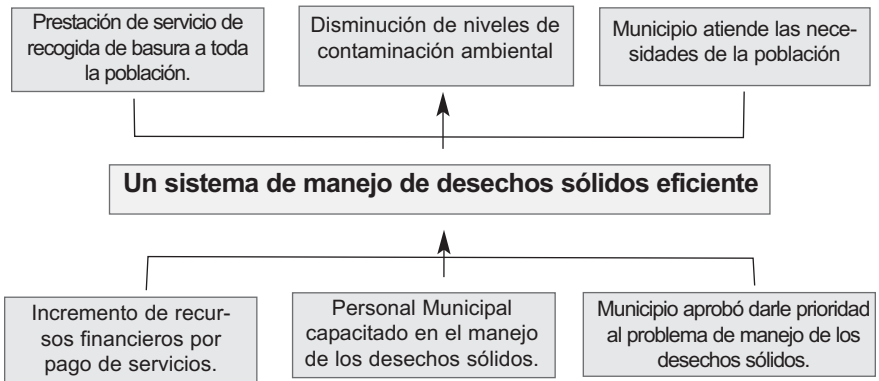 Prestación de servicio de
recogida de basura a toda
la población.
Disminución de niveles de
contaminación ambiental
Municipio atiende las nece-
sidades de la población
Un sistema de manejo de desechos sólidos eficiente
Incremento de recur-
sos financieros por
pago de servicios.
Personal Municipal
capacitado en el manejo
de los desechos sólidos.
Municipio aprobó darle prioridad
al problema de manejo de los
desechos sólidos.